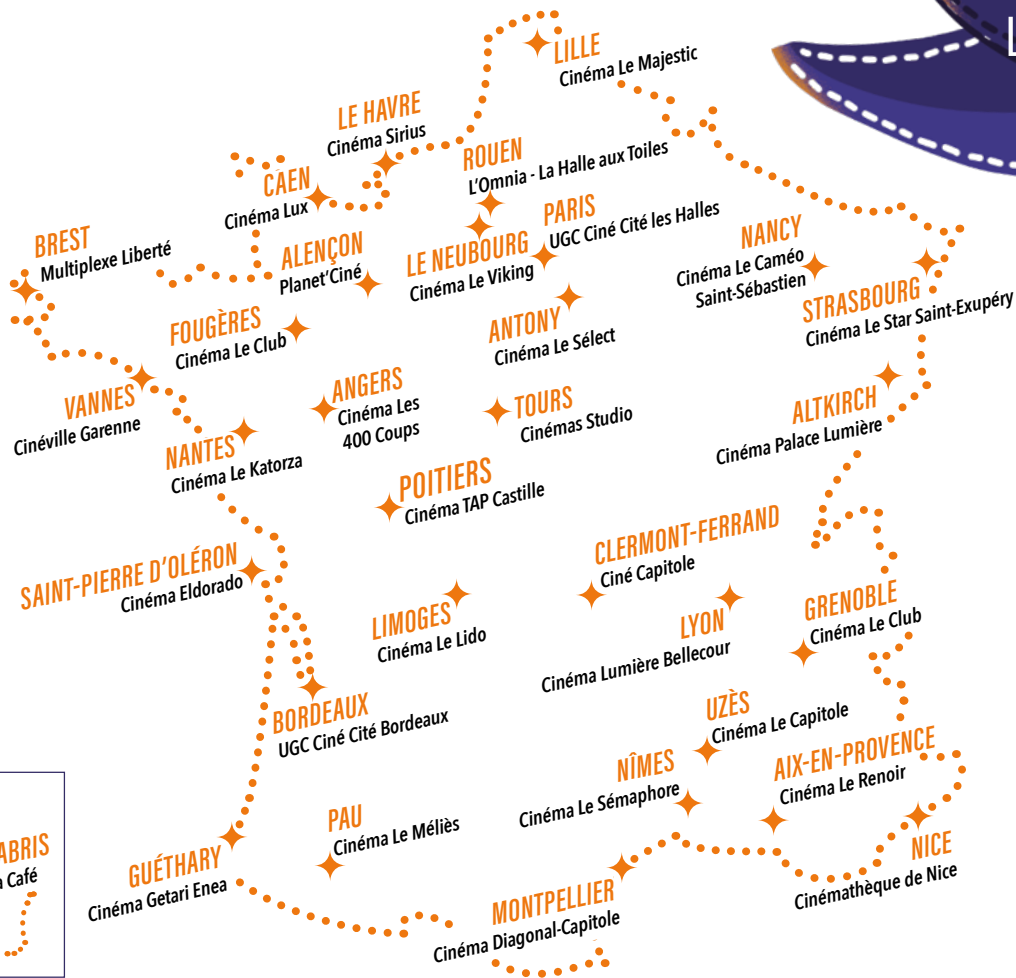 L
LILLE
Cinéma Le Majestic
LE HAVRE
Cinéma Sirius
ROUEN
L'Omnia - La Halle aux Toiles
CAEN
Cinéma Lux
PARIS
UGC Ciné Cité les Halles
BREST
Multiplexe Liberté
ALENÇON
Planet'Ciné
LE NEUBOURG
Cinéma Le Viking
NANCY
Cinéma Le Caméo
Saint-Sébastien
STRASBOURG
Cinéma Le Star Saint-Exupéry
FOUGÈRES
Cinéma Le Club
ANTONY
Cinéma Le Sélect
VANNES
Cinéville Garenne
ANGERS
Cinéma Les
400 Coups
TOURS
Cinémas Studio
ALTKIRCH
Cinéma Palace Lumière
NANTES
Cinéma Le Katorza
POITIERS
Cinéma TAP Castille
SAINT-PIERRE D'OLÉRON
Cinéma Eldorado
CLERMONT-FERRAND
Ciné Capitole
LIMOGES
Cinéma Le Lido
LYON
Cinéma Lumière Bellecour
GRENOBLE
Cinéma Le Club
BORDEAUX
UGC Ciné Cité Bordeaux
UZÈS
Cinéma Le Capitole
NÎMES
Cinéma Le Sémaphore
AIX-EN-PROVENCE
Cinéma Le Renoir
PAU
Cinéma Le Méliès
GUÉTHARY
Cinéma Getari Enea
NICE
Cinémathèque de Nice
MONTPELLIER
Cinéma Diagonal-Capitole
ABRIS
a Café